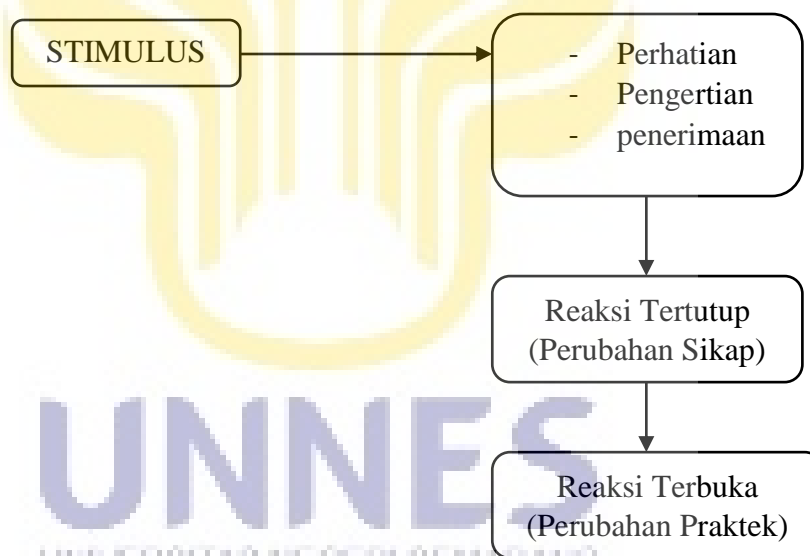 STIMULUS
- Perhatian
- Pengertian
- penerimaan
Reaksi Tertutup
(Perubahan Sikap)
Reaksi Terbuka
(Perubahan Praktek)
UNNES